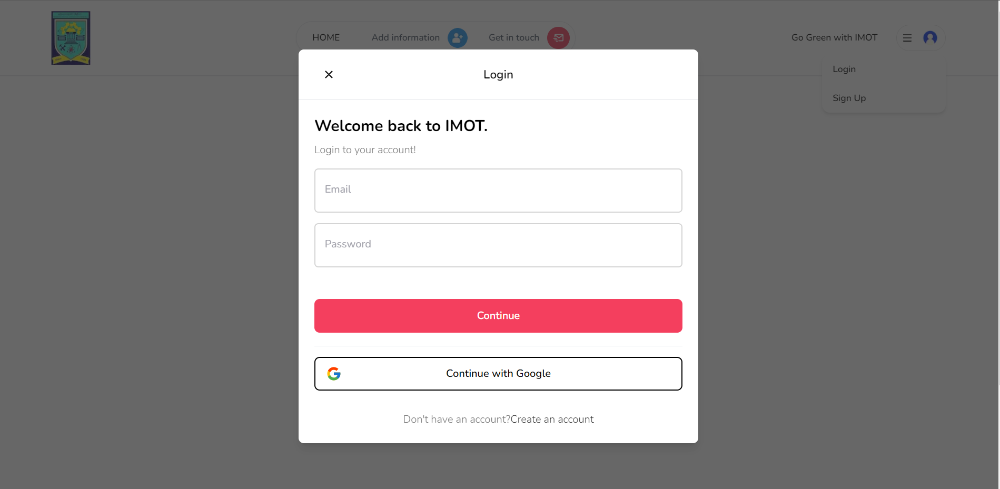 HOME
Add information
Get in touch
Go Green with IMOT
Login
Sign Up
Login
Welcome back to IMOT.
Login to your account!
Email
Password
Continue
Continue with Google
Don't have an account?Create an account